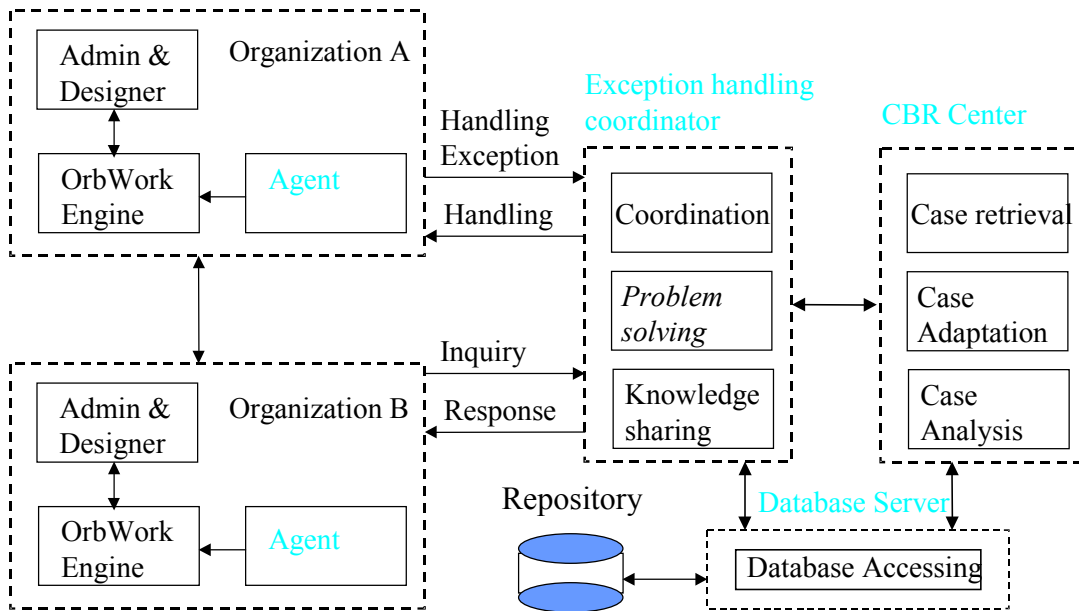 Admin &
Designer
Organization A
OrbWork
Engine
Agent
Handling
Exception
Handling
Exception handling
coordinator
Coordination
Problem
solving
Knowledge
sharing
CBR Center
Case retrieval
Case
Adaptation
Case
Analysis
Admin &
Designer
Organization B
OrbWork
Engine
Agent
Inquiry
Response
Repository
Database Server
Database Accessing